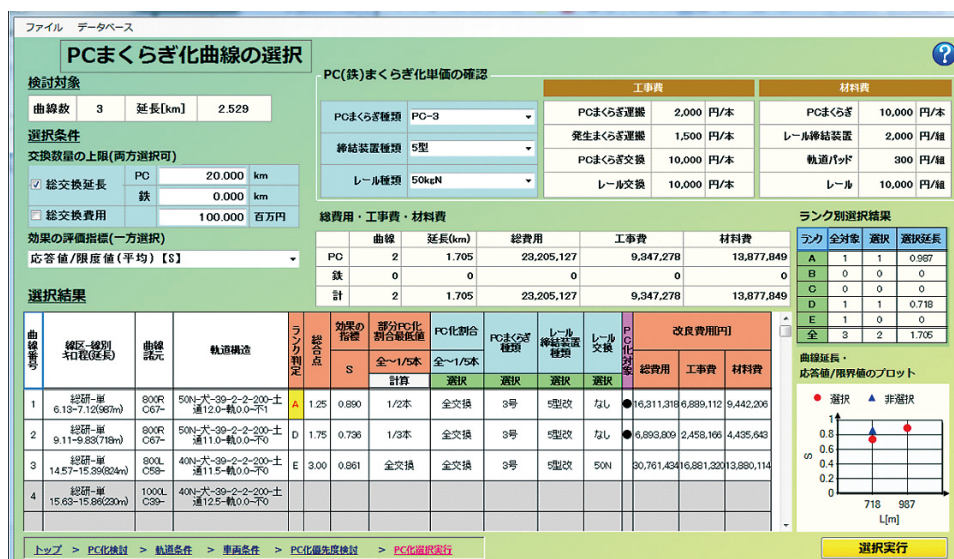 ファイル データベース
PCまくらぎ化曲線の選択
?
検討対象
曲線数 3 延長[km] 2.529
選択条件
交換数量の上限(両方選択可)
総交換延長 PC 20.000 km
鉄 0.000 km
総交換費用 100.000 百万円
効果の評価指標(一方選択)
応答値/限度値(平均)【S】
PC(鉄)まくらぎ化単価の確認
PCまくらぎ種類 PC-3
締結装置種類 5型
レール種類 50kgN
工事費
PCまくらぎ運搬 2,000 円/本
発生まくらぎ運搬 1,500 円/本
PCまくらぎ交換 10,000 円/本
レール交換 10,000 円/本
材料費
PCまくらぎ 10,000 円/本
レール締結装置 2,000 円/組
軌道パッド 300 円/組
レール 10,000 円/組
総費用・工事費・材料費
曲線 延長(km) 総費用 工事費 材料費
PC 2 1.705 23,205,127 9,347,278 13,877,849
鉄 0 0 0 0 0
計 2 1.705 23,205,127 9,347,278 13,877,849
ランク別選択結果
ランク 全対象 選択 選択延長
A 1 1 0.987
B 0 0 0
C 0 0 0
D 1 1 0.718
E 1 0 0
全 3 2 1.705
選択結果
曲線番号 線区-線別 キロ程(延長) 曲線諸元 軌道構造 ランク判定 総合点 効果の指標 部分PC化割合最低値 PC化割合 PCまくらぎ種類 レール締結装置種類 レール交換 PC化対象 改良費用[円]
S 全~1/5本 全~1/5本 総費用 工事費 材料費
計算 選択 選択 選択 選択
1 総研-単 800R 50N-犬-39-2-2-200-土 A 1.25 0.890 1/2本 全交換 3号 5型改 なし ● 16,311,318 6,889,112 9,442,206
6.13-7.12(987m) C67- 道12.0-軌0.0-不1
2 総研-単 800R 50N-犬-39-2-2-200-土 D 1.75 0.736 1/3本 全交換 3号 5型改 なし ● 6,893,809 2,458,166 4,435,643
9.11-9.83(718m) C67- 道11.0-軌0.0-不0
3 総研-単 800L 40N-犬-39-2-2-200-土 E 3.00 0.861 全交換 全交換 3号 5型改 50N 30,761,434 16,881,320 13,880,114
14.57-15.39(824m) C58- 道11.5-軌0.0-不0
4 総研-単 1000L 40N-犬-39-2-2-200-土
15.63-15.86(230m) C39- 道12.5-軌0.0-不0
曲線延長・
応答値/限界値のプロット
● 選択 ▲ 非選択
S
1
0.8
0.6
0.4
0.2
0
718 987
L[m]
トップ > PC化検討 > 軌道条件 > 車両条件 > PC化優先度検討 > PC化選択実行
選択実行